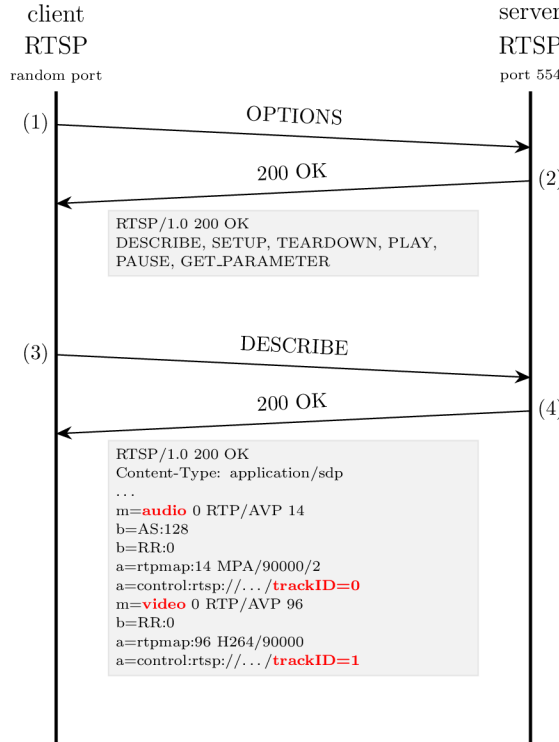 client
server
RTSP
RTSP
random port
port 554
(1)
OPTIONS
200 OK
(2)
RTSP/1.0 200 OK
DESCRIBE, SETUP, TEARDOWN, PLAY,
PAUSE, GET_PARAMETER
(3)
DESCRIBE
200 OK
(4)
RTSP/1.0 200 OK
Content-Type: application/sdp
...
m=audio 0 RTP/AVP 14
b=AS:128
b=RR:0
a=rtpmap:14 MPA/90000/2
a=control:rtsp://.../trackID=0
m=video 0 RTP/AVP 96
b=RR:0
a=rtpmap:96 H264/90000
a=control:rtsp://.../trackID=1